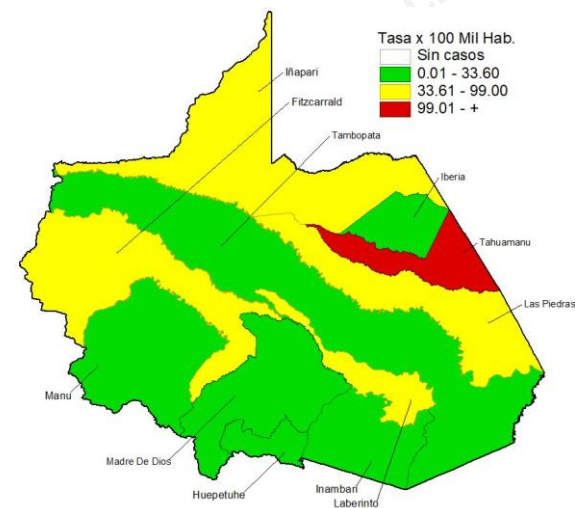 Tasa x 100 Mil Hab.
Sin casos
0.01 - 33.60
33.61 - 99.00
99.01 - +
Iñapari
Fitzcarrald
Tambopata
Iberia
Tahuamanu
Las Piedras
Manu
Madre De Dios
Huepetuhe
Inambari
Laberinto